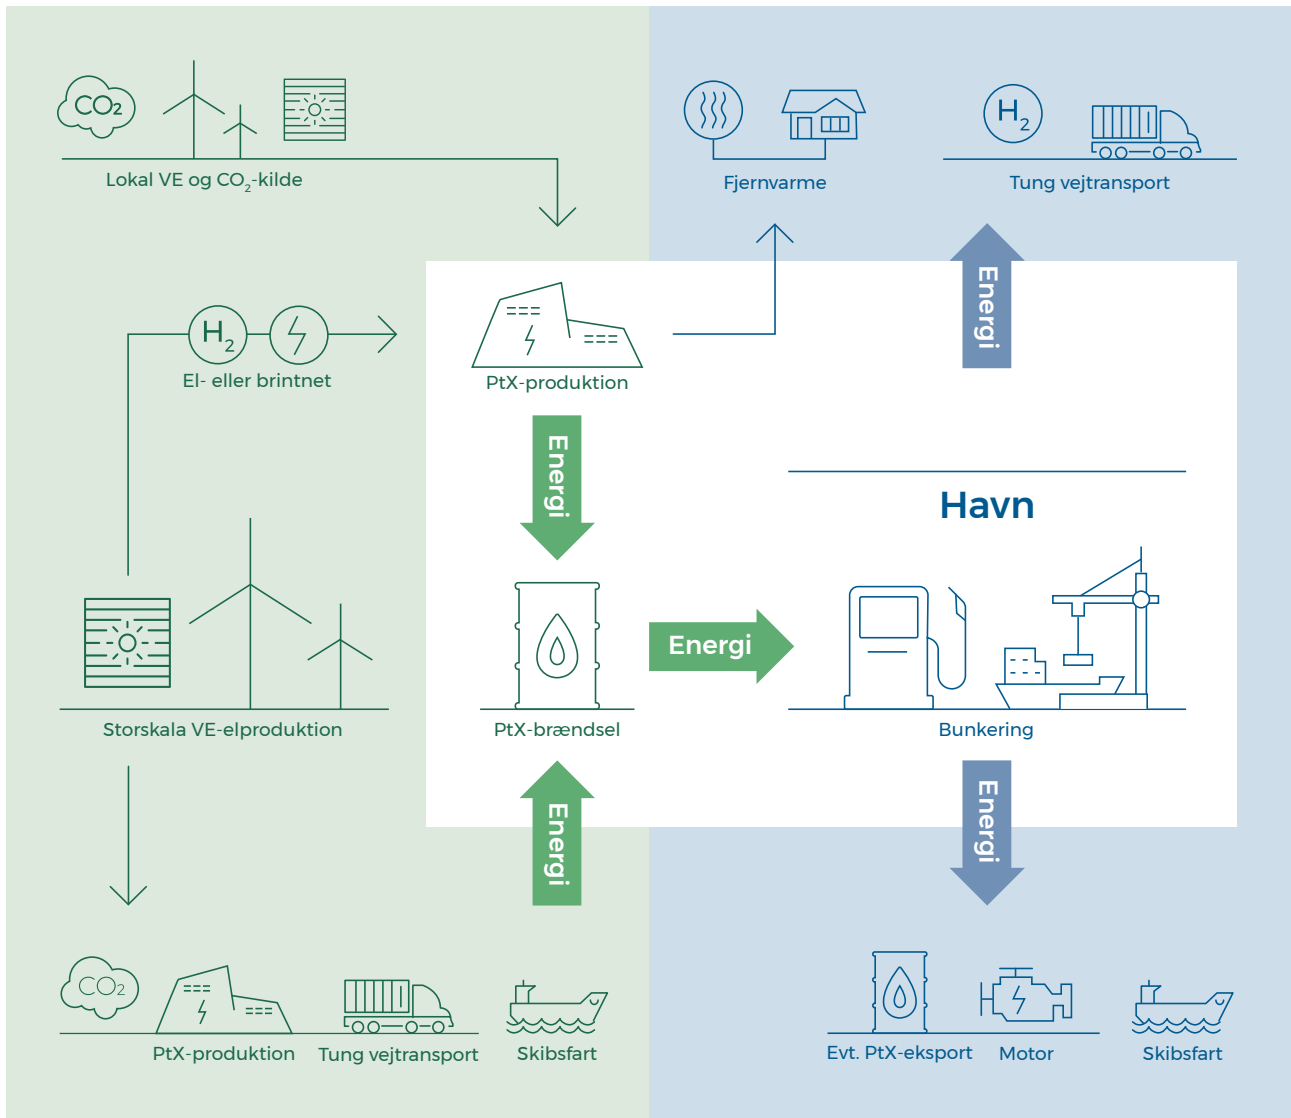 CO2
Lokal VE og CO₂-kilde
Fjernvarme
H₂
Tung vejtransport
Energi
H₂
El- eller brintnet
PtX-produktion
Energi
Havn
Energi
Storskala VE-elproduktion
PtX-brændsel
Bunkering
Energi
Energi
CO2
PtX-produktion
Tung vejtransport
Skibsfart
Evt. PtX-eksport
Motor
Skibsfart